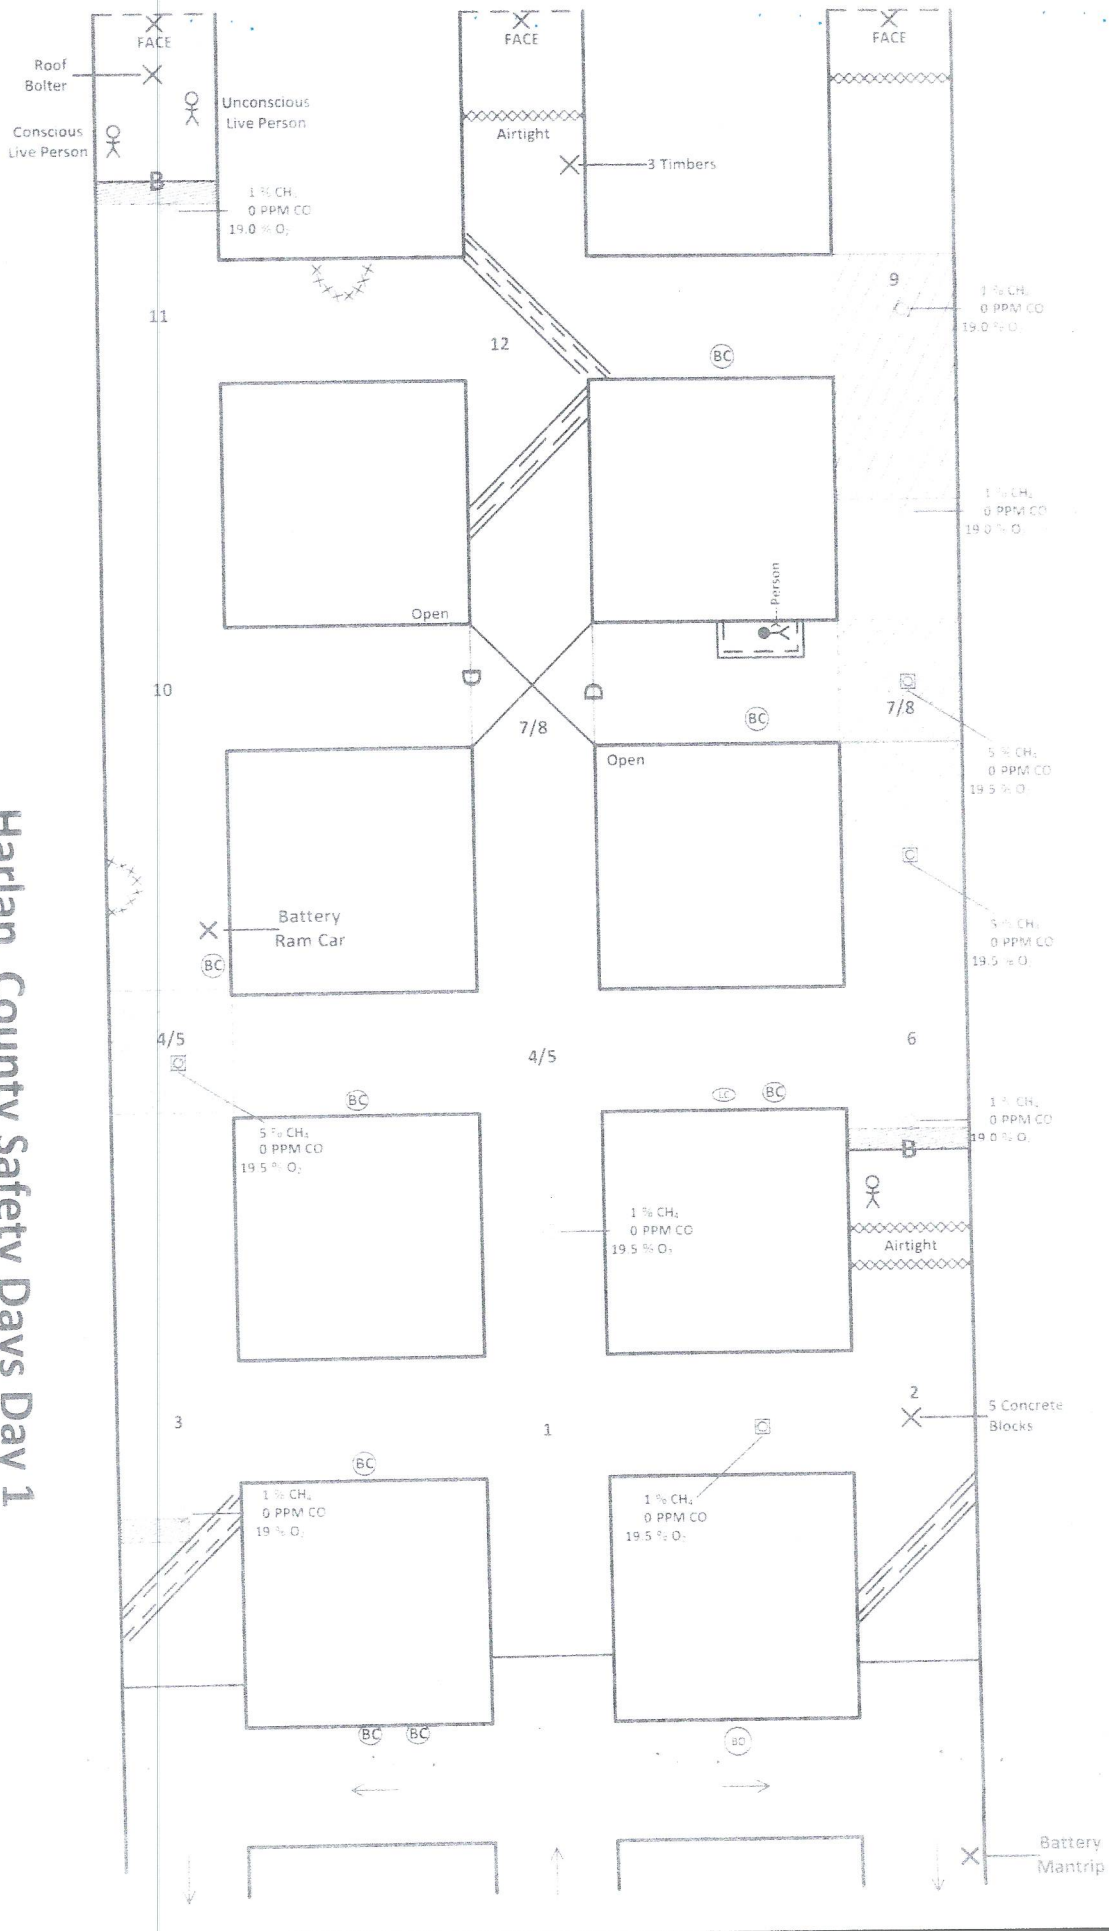 FACE
FACE
FACE
Roof
Bolter
Unconscious
Live Person
Conscious
Live Person
Airtight
3 Timbers
B
1 % CH₄
0 PPM CO
19.0 % O₂
9
1 % CH₄
0 PPM CO
19.0 % O₂
11
12
BC
1 % CH₄
0 PPM CO
19.0 % O₂
Open
Person
D
D
10
7/8
BC
7/8
Open
5 % CH₄
0 PPM CO
19.5 % O₂
C
Battery
Ram Car
BC
5 % CH₄
0 PPM CO
19.5 % O₂
4/5
4/5
6
BC
LC
BC
1 % CH₄
0 PPM CO
19.0 % O₂
5 % CH₄
0 PPM CO
19.5 % O₂
B
1 % CH₄
0 PPM CO
19.5 % O₂
Airtight
3
1
2
5 Concrete
Blocks
BC
1 % CH₄
0 PPM CO
19 % O₂
1 % CH₄
0 PPM CO
19.5 % O₂
BC
BC
BD
Battery
Mantrip
Harlan County Safety Days Day 1